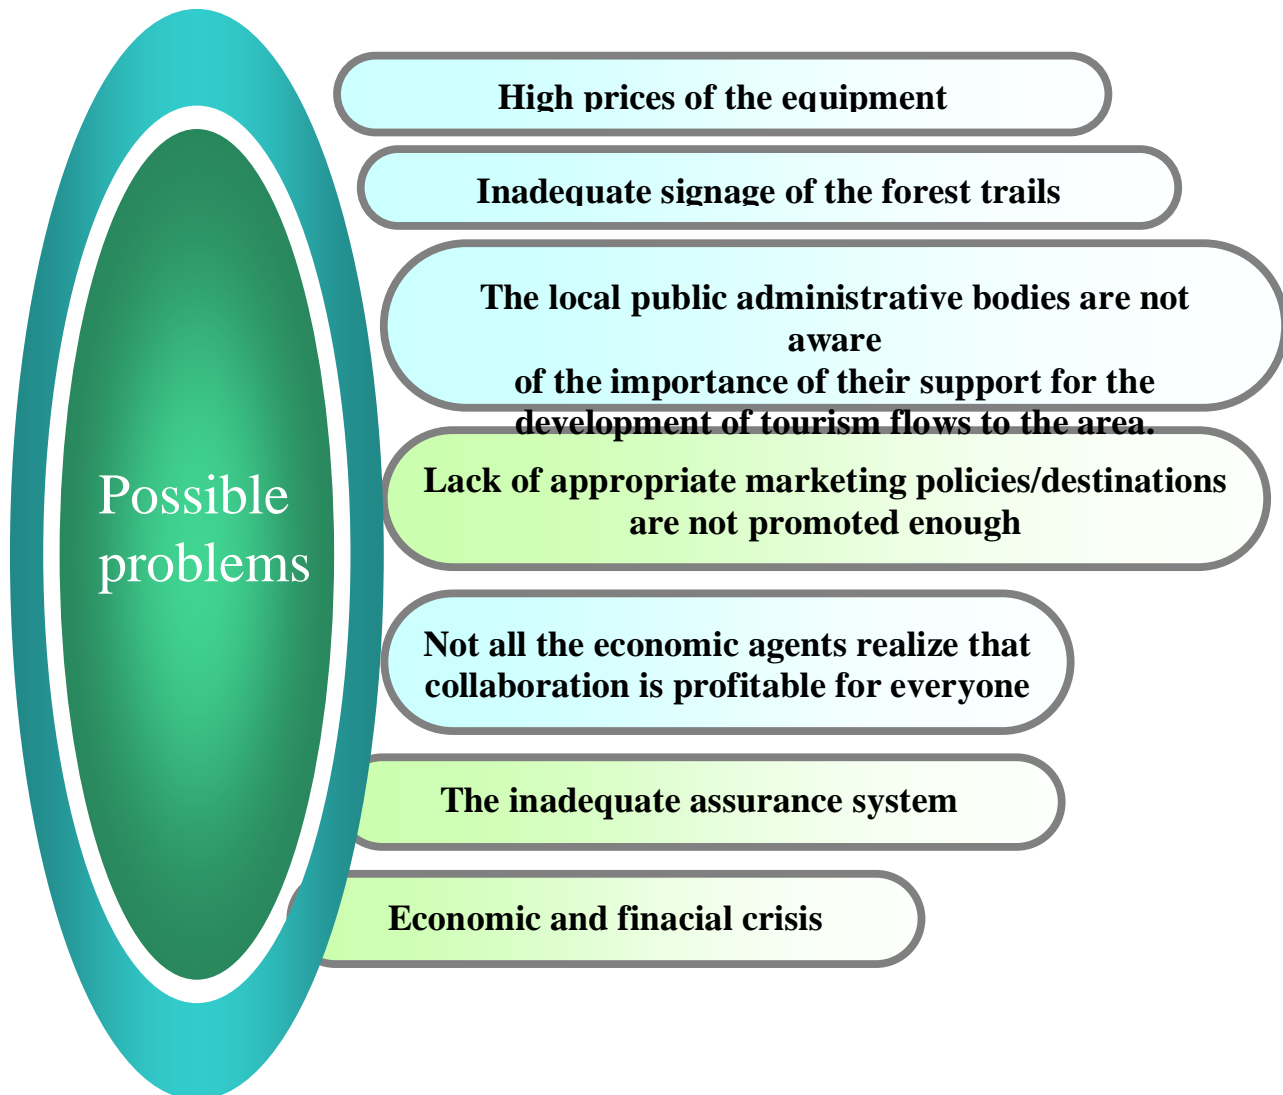 High prices of the equipment
Inadequate signage of the forest trails
The local public administrative bodies are not
aware
of the importance of their support for the
development of tourism flows to the area.
Lack of appropriate marketing policies/destinations
are not promoted enough
Possible
problems
Not all the economic agents realize that
collaboration is profitable for everyone
The inadequate assurance system
Economic and finacial crisis